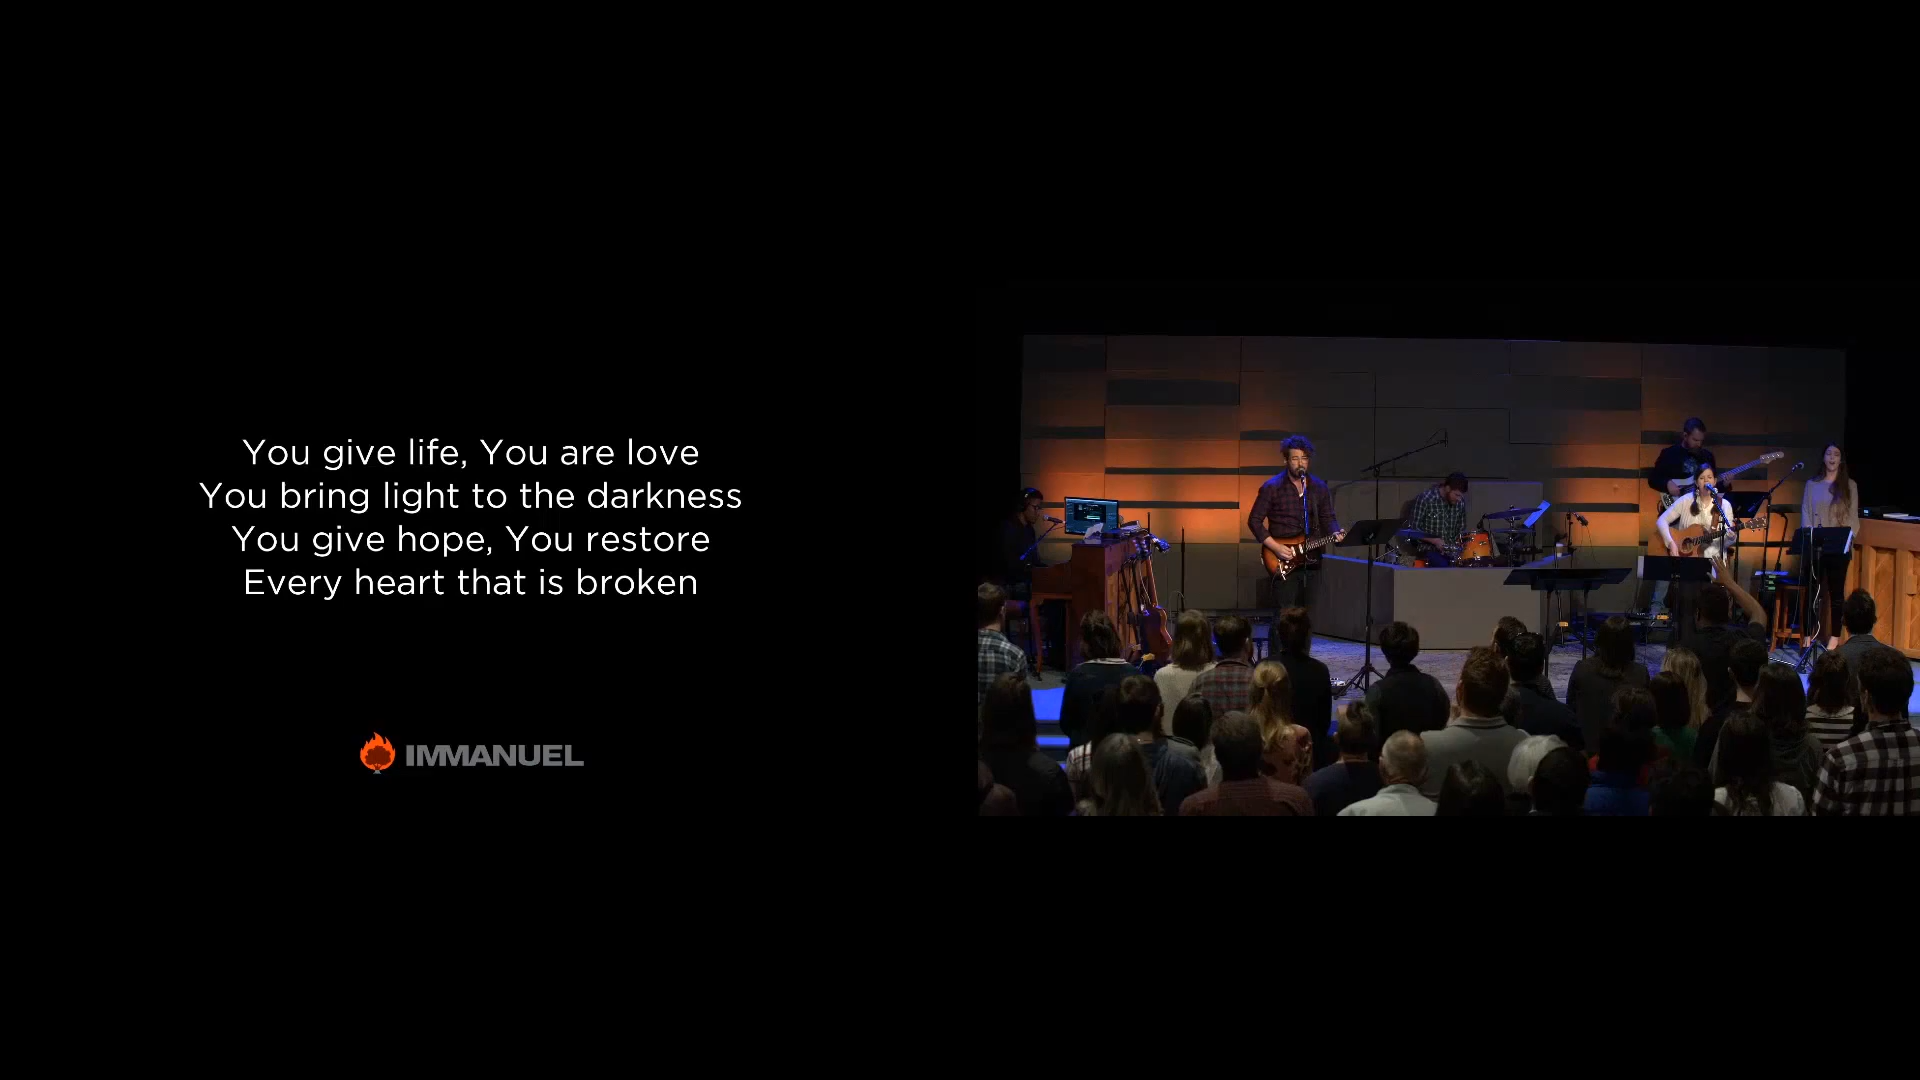 You give life, You are love
You bring light to the darkness
You give hope, You restore
Every heart that is broken
IMMANUEL